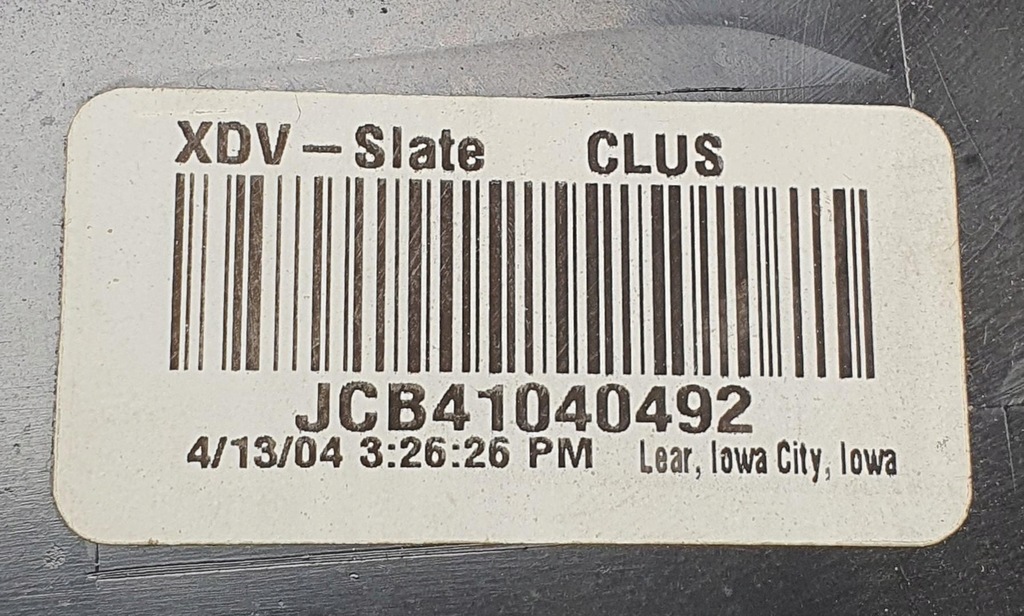 XDV-Slate CLUS
JCB41040492
4/13/04 3:26:26 PM Lear, Iowa City, Iowa